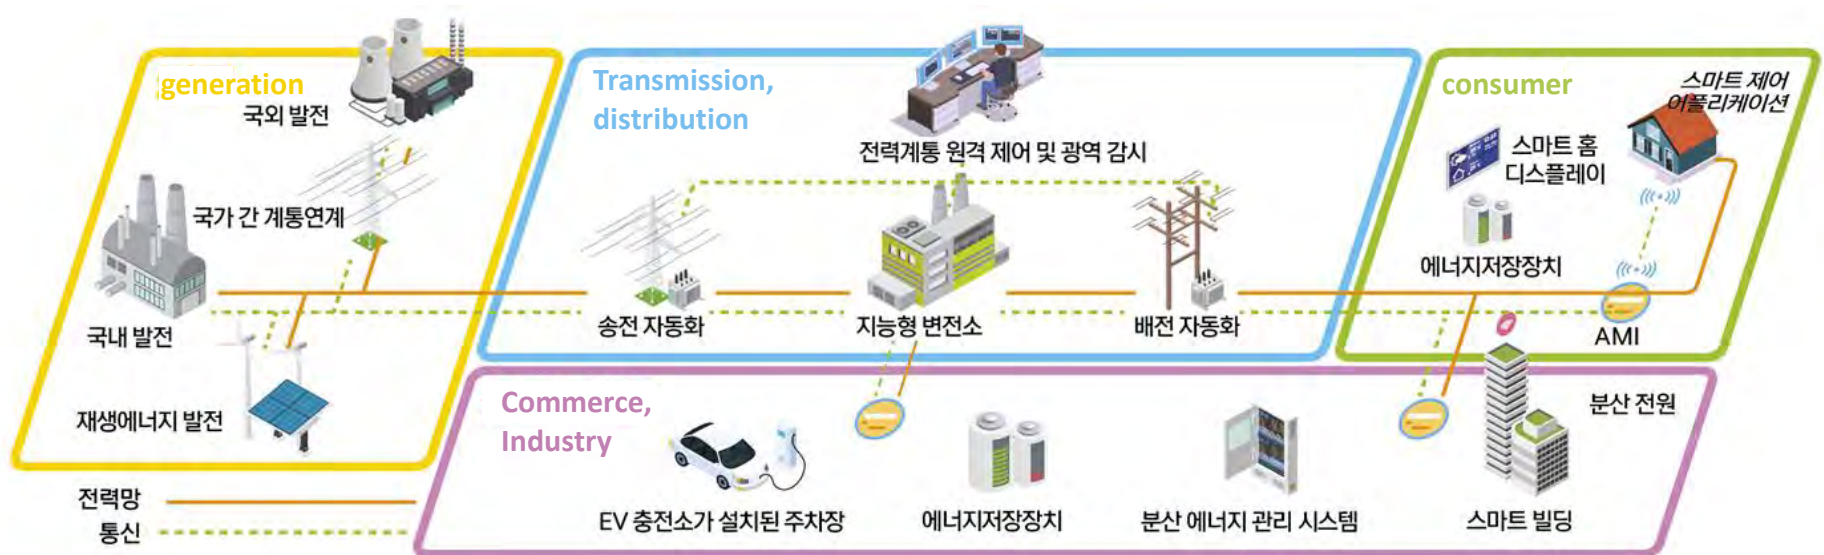 generation
국외 발전
국가 간 계통연계
국내 발전
재생에너지 발전
Transmission,
distribution
전력계통 원격 제어 및 광역 감시
송전 자동화
지능형 변전소
배전 자동화
consumer
스마트 제어
어플리케이션
스마트 홈
디스플레이
에너지저장장치
AMI
Commerce,
Industry
분산 전원
EV 충전소가 설치된 주차장
에너지저장장치
분산 에너지 관리 시스템
스마트 빌딩
전력망
통신